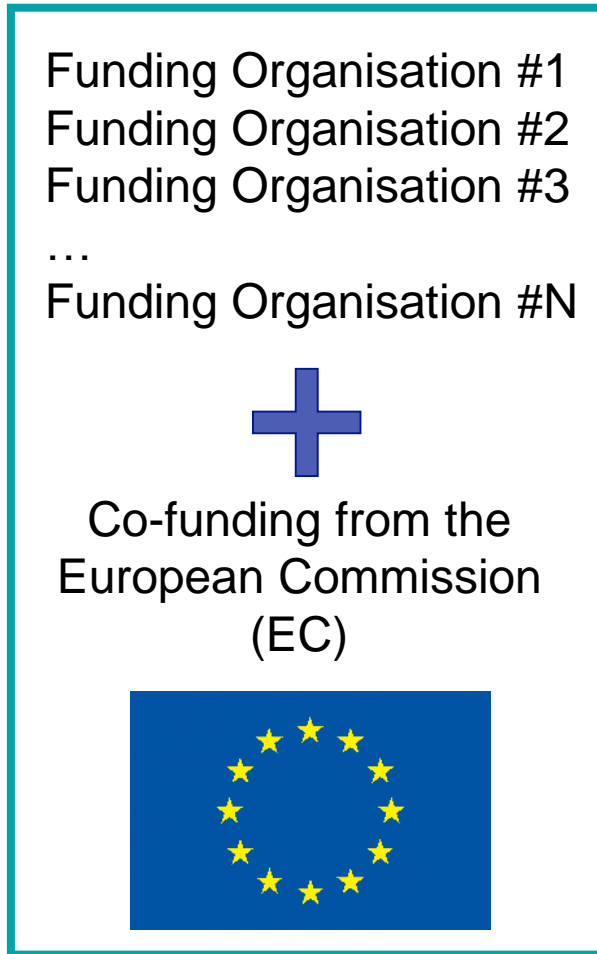 Funding Organisation #1
Funding Organisation #2
Funding Organisation #3
…
Funding Organisation #N
Co-funding from the
European Commission
(EC)